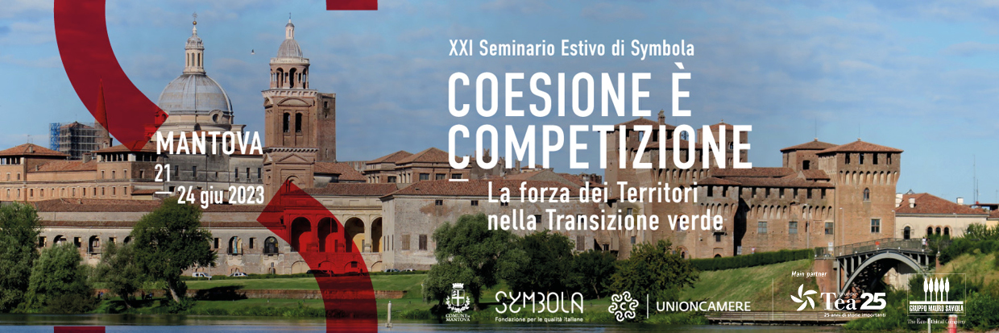 XXI Seminario Estivo di Symbola
COESIONE È
COMPETIZIONE
La forza dei Territori
nella Transizione verde
MANTOVA
21
— 24 giu 2023
COMUNE DI
MANTOVA
SYMBOLA
Fondazione per le qualità italiane
UNIONCAMERE
Main partner
gruppo
Tea 25
25 anni di storie importanti
GRUPPO MAURO SAVIOLA
The Eco-Ethical Company